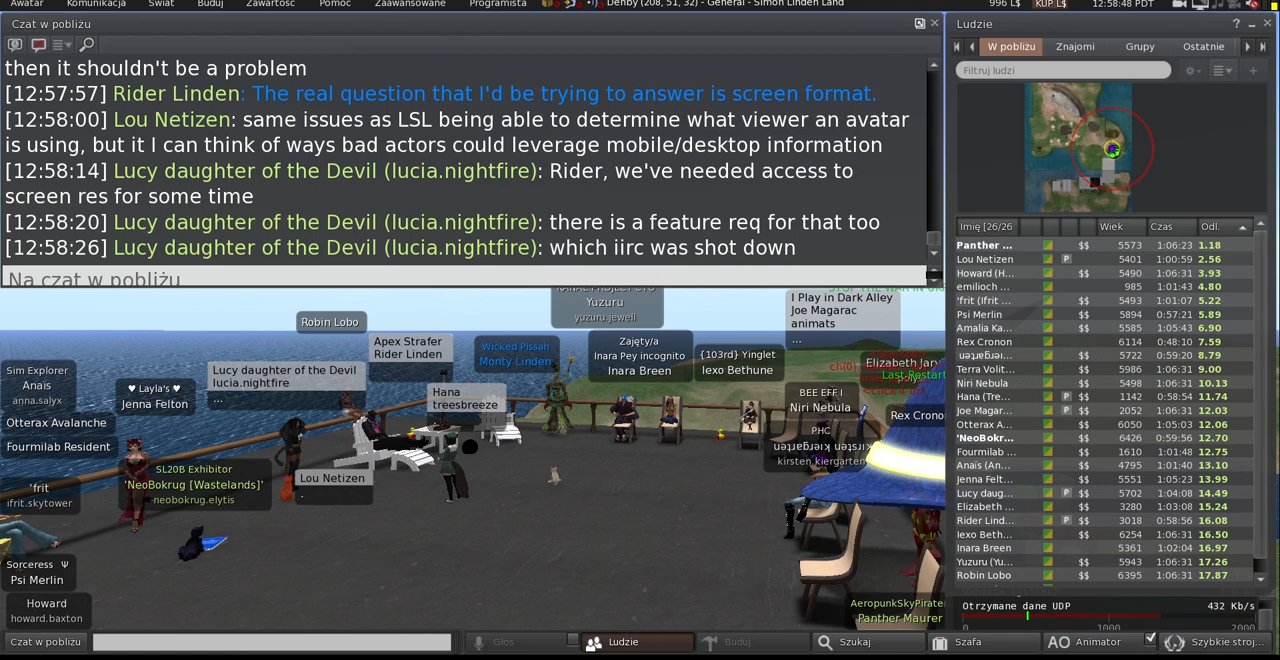 Awatar Komunikacja Świat Buduj Zawartość Pomoc Zaawansowane Programista Denby (208, 51, 32) - General - Simon Linden Land 996 L$ KUP L$ 12:58:48 PDT
Czat w pobliżu
then it shouldn't be a problem
[12:57:57] Rider Linden: The real question that I'd be trying to answer is screen format.
[12:58:00] Lou Netizen: same issues as LSL being able to determine what viewer an avatar
is using, but it I can think of ways bad actors could leverage mobile/desktop information
[12:58:14] Lucy daughter of the Devil (lucia.nightfire): Rider, we've needed access to
screen res for some time
[12:58:20] Lucy daughter of the Devil (lucia.nightfire): there is a feature req for that too
[12:58:26] Lucy daughter of the Devil (lucia.nightfire): which iirc was shot down
Na czat w pobliżu
Yuzuru
yuzuru.jewell
I Play in Dark Alley
Joe Magarac
animats
...
Robin Lobo
Apex Strafer
Rider Linden
Wicked Pissah
Monty Linden
Zajęty/a
Inara Pey incognito
Inara Breen
{103rd} Yinglet
Iexo Bethune
Elizabeth Jarv
Last Restart
Sim Explorer
Anaïs
anna.salyx
♥ Layla's ♥
Jenna Felton
Lucy daughter of the Devil
lucia.nightfire
...
Hana
treesbreeze
BEE EFF I
Niri Nebula
Rex Crono
Otterax Avalanche
Fourmilab Resident
PHC
kirsten.kiergarten
SL20B Exhibitor
'NeoBokrug [Wastelands]'
neobokrug.elytis
Lou Netizen
.
'frit
ifrit.skytower
Sorceress Ψ
Psi Merlin
Howard
howard.baxton
AeropunkSkyPirate
Panther Maurer
Czat w pobliżu Głos Ludzie Buduj Szukaj Szafa AO Animator Szybkie stroj...
Ludzie
W pobliżu Znajomi Grupy Ostatnie
Filtruj ludzi
Imię [26/26 Wiek Czas Odl.
Panther ... $$ 5573 1:06:23 1.18
Lou Netizen P 5401 1:00:59 2.56
Howard (H... $$ 5490 1:06:31 3.93
emilioch ... 985 1:01:43 4.80
'frit (Ifrit ... $$ 5493 1:01:07 5.22
Psi Merlin $$ 5894 0:57:21 5.89
Amalia Ka... $$ 5585 1:05:43 6.90
Rex Cronon 6114 0:48:10 7.59
$$ 5722 1:06:59 8.79
Terra Volit... $$ 5986 1:06:31 9.00
Niri Nebula $$ 5498 1:06:31 10.13
Hana (Tre... P $$ 1142 0:58:54 11.74
Joe Magar... P $$ 2052 1:06:31 12.03
Otterax A... $$ 6050 1:05:03 12.06
'NeoBokr... $$ 6426 0:59:56 12.70
Fourmilab ... $$ 1610 1:01:48 12.75
Anaïs (An... $$ 4795 1:01:40 13.10
Jenna Felt... $$ 5551 1:05:23 13.99
Lucy daug... P $$ 5702 1:04:08 14.49
Elizabeth ... $$ 3280 1:03:08 15.24
Rider Lind... P 3018 0:58:56 16.08
Iexo Beth... $$ 6254 1:06:31 16.50
Inara Breen 5361 1:02:04 16.97
Yuzuru (Yu... $$ 5943 1:06:31 17.26
Robin Lobo $$ 6395 1:06:31 17.87
Otrzymane dane UDP 432 Kb/s
0 1000 2000